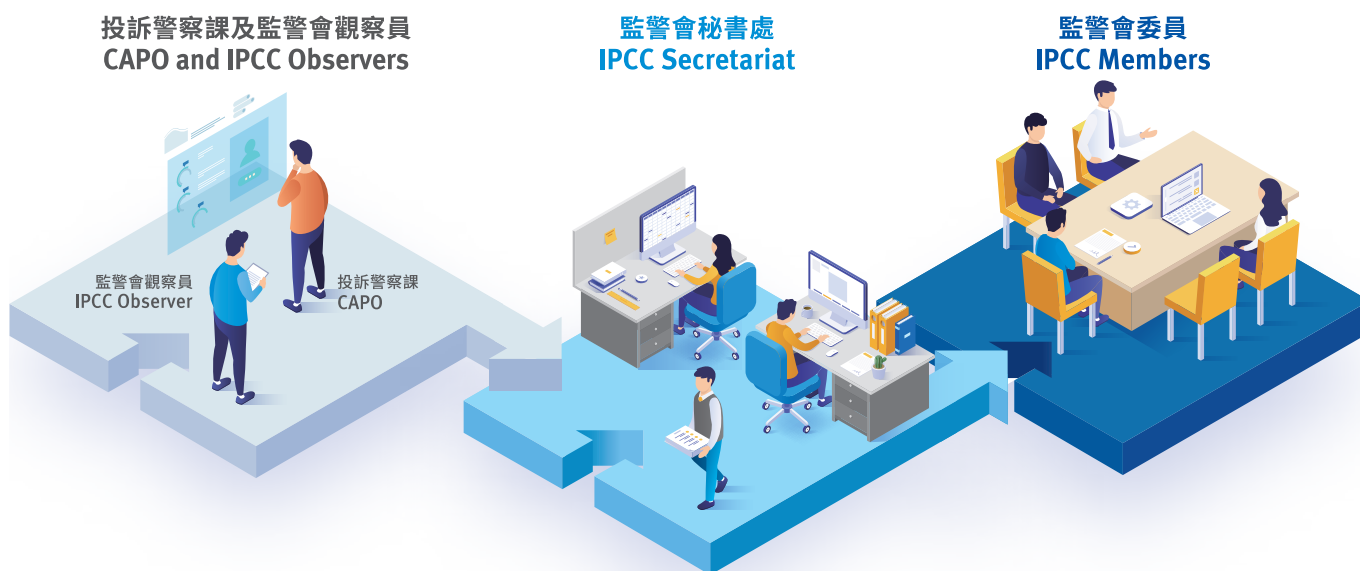 投訴警察課及監警會觀察員
CAPO and IPCC Observers
監警會秘書處
IPCC Secretariat
監警會委員
IPCC Members
監警會觀察員
IPCC Observer
投訴警察課
CAPO